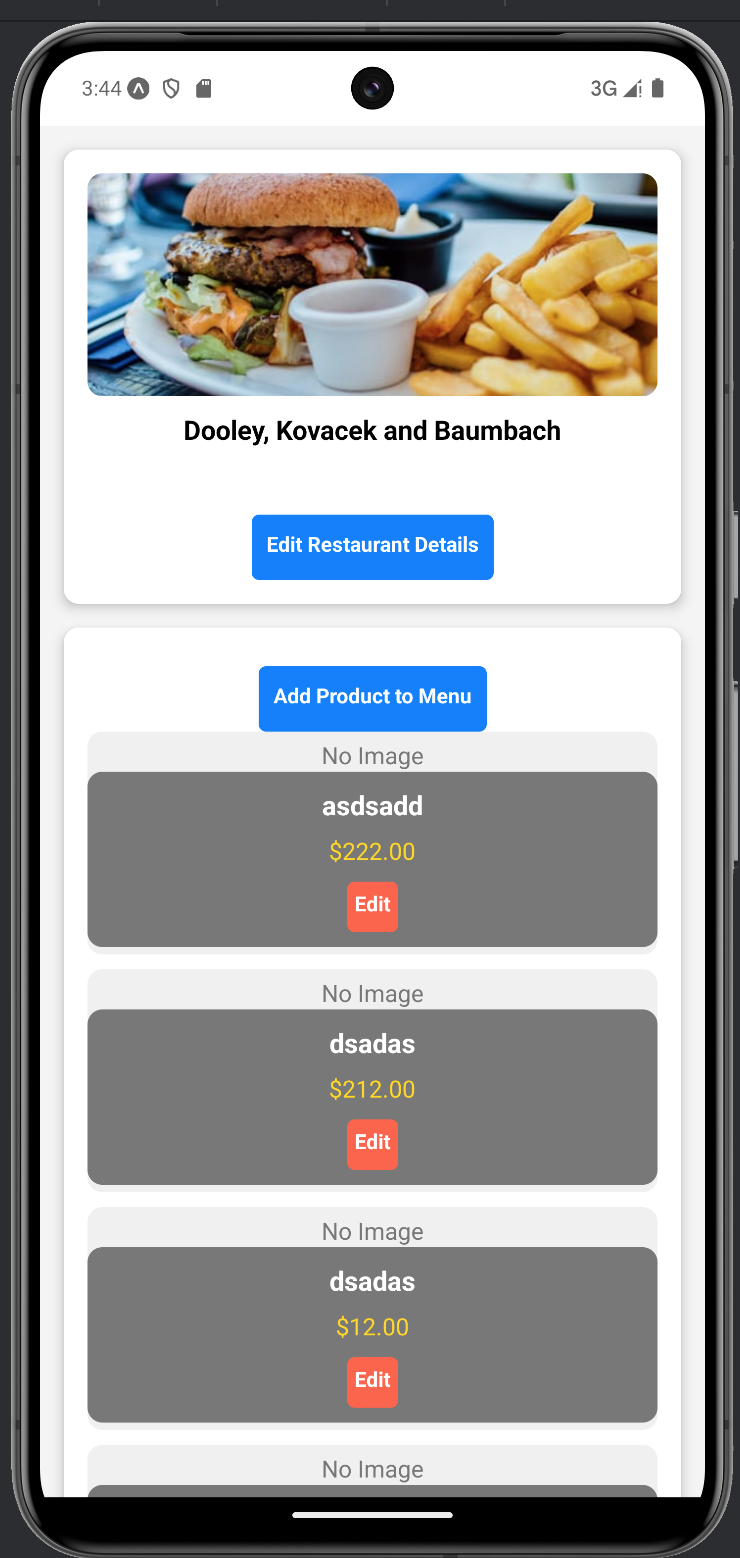 3:44
3G
Dooley, Kovacek and Baumbach
Edit Restaurant Details
Add Product to Menu
No Image
asdsadd
$222.00
Edit
No Image
dsadas
$212.00
Edit
No Image
dsadas
$12.00
Edit
No Image